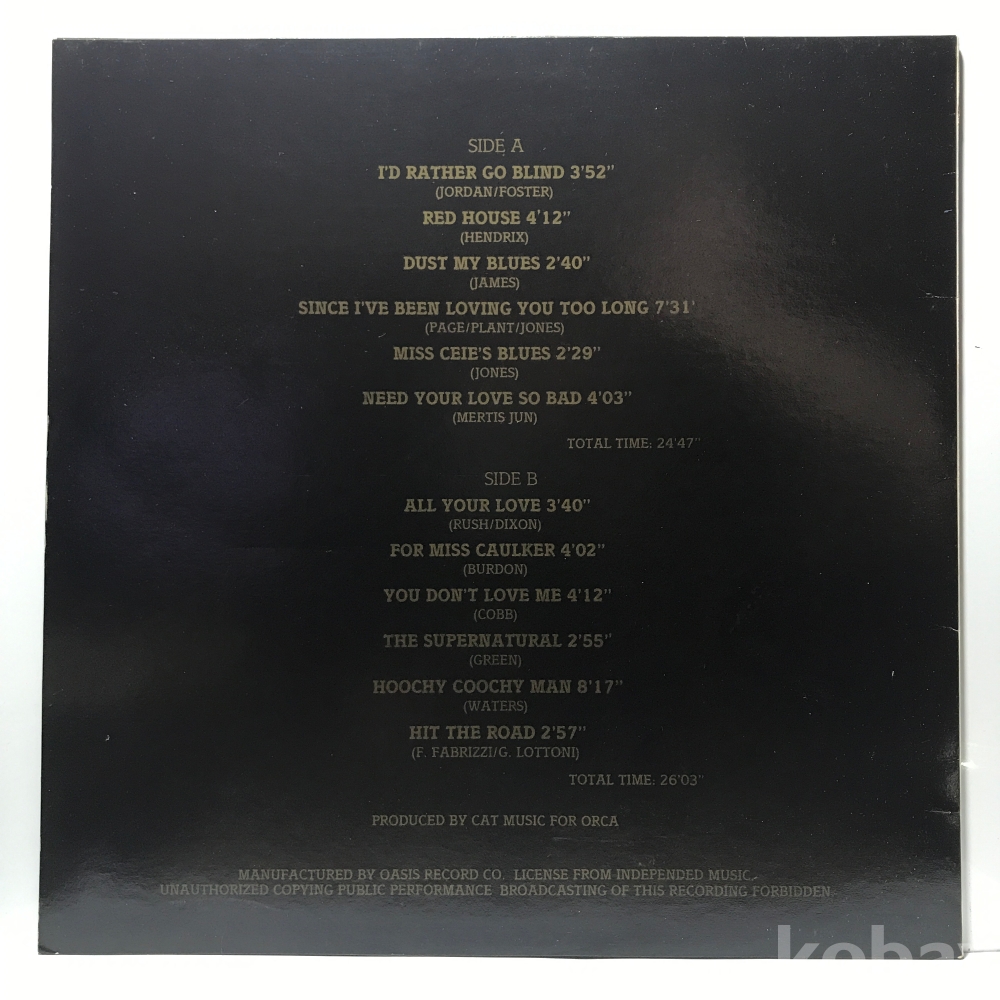 SIDE A
I'D RATHER GO BLIND 3'52"
(JORDAN/FOSTER)
RED HOUSE 4'12"
(HENDRIX)
DUST MY BLUES 2'40"
(JAMES)
SINCE I'VE BEEN LOVING YOU TOO LONG 7'31'
(PAGE/PLANT/JONES)
MISS CEIE'S BLUES 2'29"
(JONES)
NEED YOUR LOVE SO BAD 4'03"
(MERTIS JUN)
TOTAL TIME: 24'47"
SIDE B
ALL YOUR LOVE 3'40"
(RUSH/DIXON)
FOR MISS CAULKER 4'02"
(BURDON)
YOU DON'T LOVE ME 4'12"
(COBB)
THE SUPERNATURAL 2'55"
(GREEN)
HOOCHY COOCHY MAN 8'17"
(WATERS)
HIT THE ROAD 2'57"
(F. FABRIZZI/G. LOTTONI)
TOTAL TIME: 26'03"
PRODUCED BY CAT MUSIC FOR ORCA
MANUFACTURED BY OASIS RECORD CO. LICENSE FROM INDEPENDED MUSIC.
UNAUTHORIZED COPYING PUBLIC PERFORMANCE BROADCASTING OF THIS RECORDING FORBIDDEN